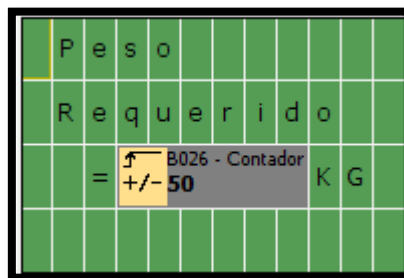 Peso
Requerido
= +/- B026 - Contador 50 KG